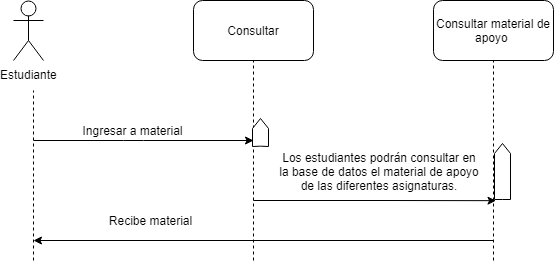 Consultar
Consultar material de
apoyo
Estudiante
Ingresar a material
Los estudiantes podrán consultar en
la base de datos el material de apoyo
de las diferentes asignaturas.
Recibe material